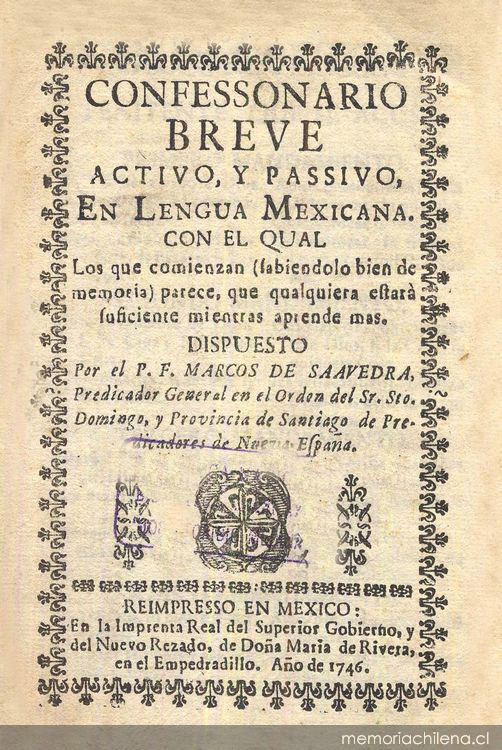 CONFESSONARIO
BREVE
ACTIVO, Y PASSIVO,
EN LENGUA MEXICANA.
CON EL QUAL
Los que comienzan (ſabiendolo bien de
memoria) parece, que qualquiera eſtarà
ſuficiente mientras aprende mas.
DISPUESTO
Por el P. F. MARCOS DE SAAVEDRA,
Predicador General en el Ordon del Sr. Sto.
Domingo, y Provincia de Santiago de Pre-
dicadores de Nueva España.
REIMPRESSO EN MEXICO:
En la Imprenta Real del Superior Gobierno, y
del Nuevo Rezado, de Doña Maria de Rivera,
en el Empedradillo. Año de 1746.
memoriachilena.cl